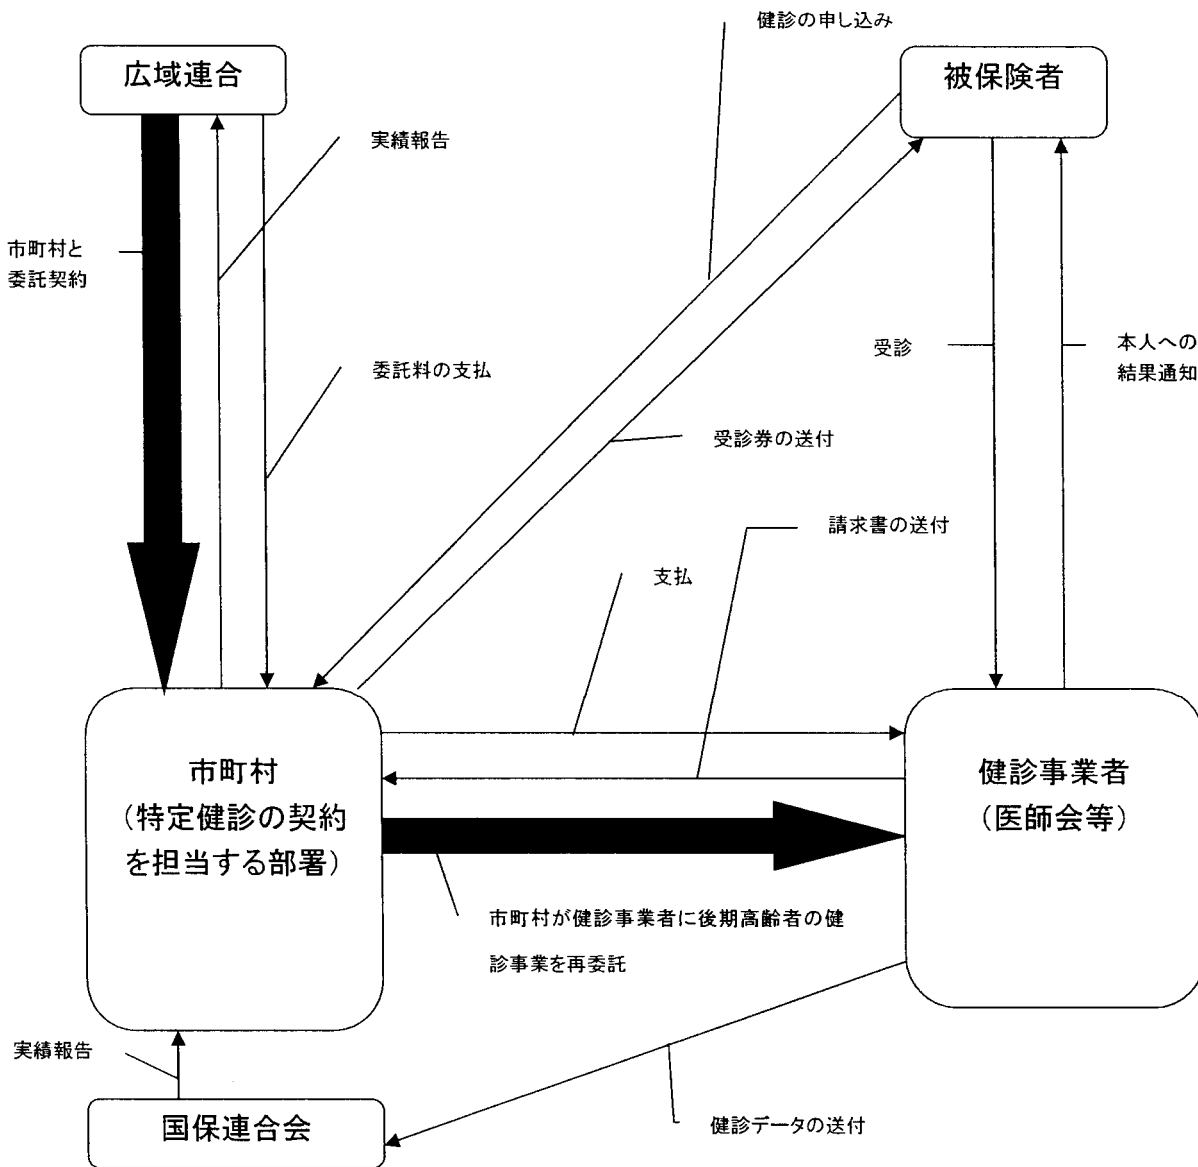 健診の申し込み
広域連合
被保険者
実績報告
市町村と
委託契約
受診
本人への
結果通知
委託料の支払
受診券の送付
請求書の送付
支払
市町村
（特定健診の契約
を担当する部署）
健診事業者
（医師会等）
市町村が健診事業者に後期高齢者の健
診事業を再委託
実績報告
国保連合会
健診データの送付